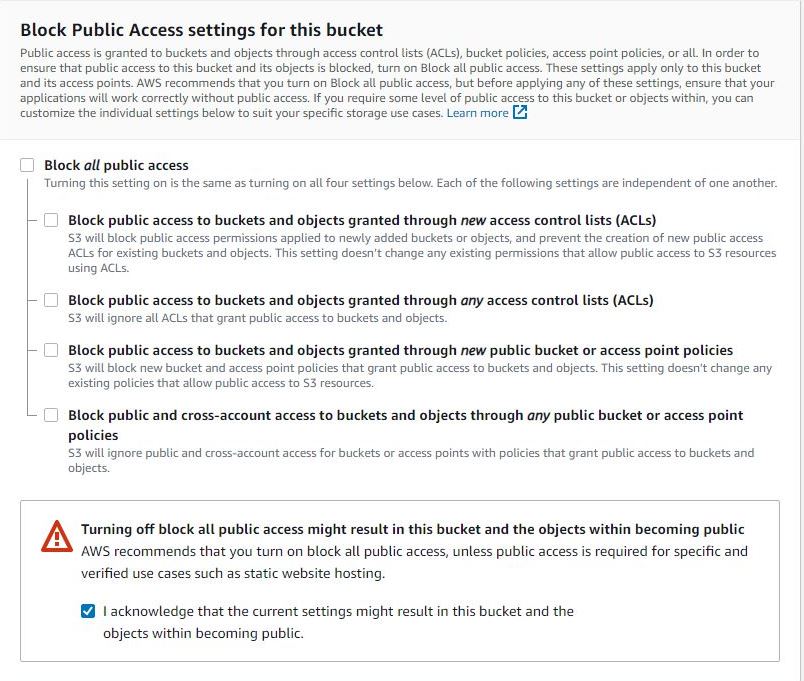 Block Public Access settings for this bucket
Public access is granted to buckets and objects through access control lists (ACLs), bucket policies, access point policies, or all. In order to
ensure that public access to this bucket and its objects is blocked, turn on Block all public access. These settings apply only to this bucket
and its access points. AWS recommends that you turn on Block all public access, but before applying any of these settings, ensure that your
applications will work correctly without public access. If you require some level of public access to this bucket or objects within, you can
customize the individual settings below to suit your specific storage use cases. Learn more
Block all public access
Turning this setting on is the same as turning on all four settings below. Each of the following settings are independent of one another.
Block public access to buckets and objects granted through new access control lists (ACLs)
S3 will block public access permissions applied to newly added buckets or objects, and prevent the creation of new public access
ACLs for existing buckets and objects. This setting doesn't change any existing permissions that allow public access to S3 resources
using ACLs.
Block public access to buckets and objects granted through any access control lists (ACLs)
S3 will ignore all ACLs that grant public access to buckets and objects.
Block public access to buckets and objects granted through new public bucket or access point policies
S3 will block new bucket and access point policies that grant public access to buckets and objects. This setting doesn't change any
existing policies that allow public access to S3 resources.
Block public and cross-account access to buckets and objects through any public bucket or access point
policies
S3 will ignore public and cross-account access for buckets or access points with policies that grant public access to buckets and
objects.
Turning off block all public access might result in this bucket and the objects within becoming public
AWS recommends that you turn on block all public access, unless public access is required for specific and
verified use cases such as static website hosting.
I acknowledge that the current settings might result in this bucket and the
objects within becoming public.